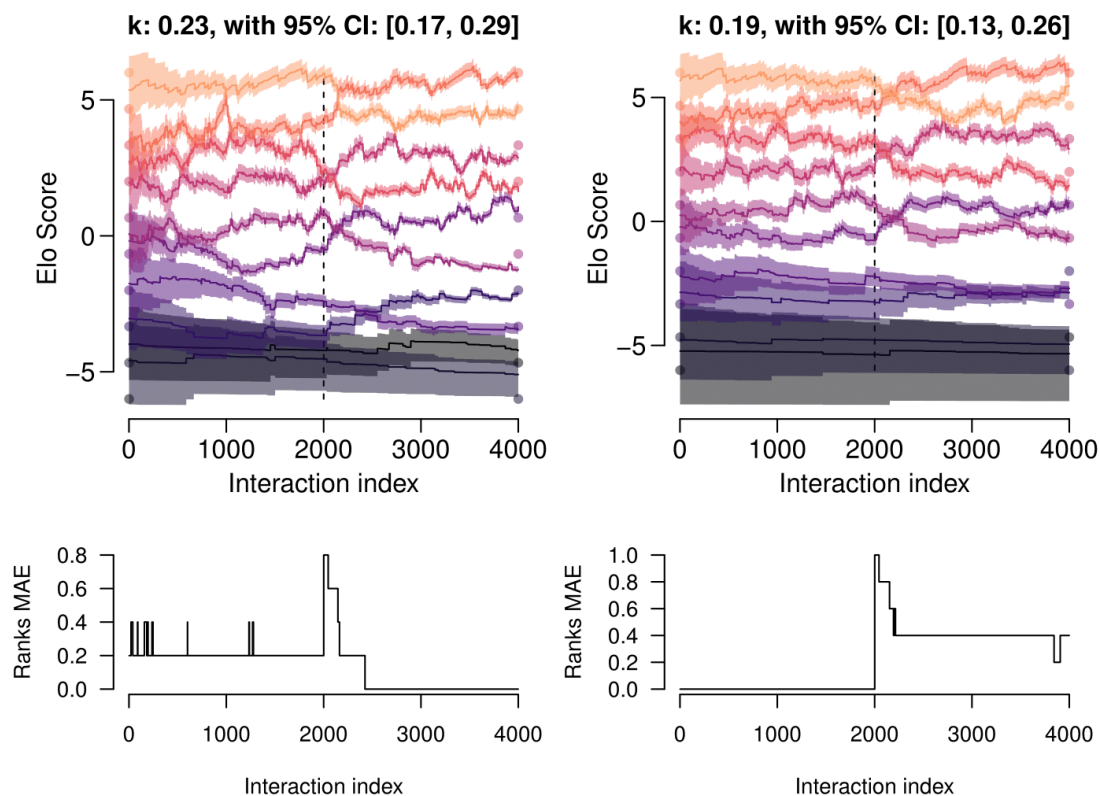 k: 0.23, with 95% CI: [0.17, 0.29]
Elo Score
5
0
−5
0 1000 2000 3000 4000
Interaction index
k: 0.19, with 95% CI: [0.13, 0.26]
Elo Score
5
0
−5
0 1000 2000 3000 4000
Interaction index
Ranks MAE
0.8
0.6
0.4
0.2
0.0
0 1000 2000 3000 4000
Interaction index
Ranks MAE
1.0
0.8
0.6
0.4
0.2
0.0
0 1000 2000 3000 4000
Interaction index